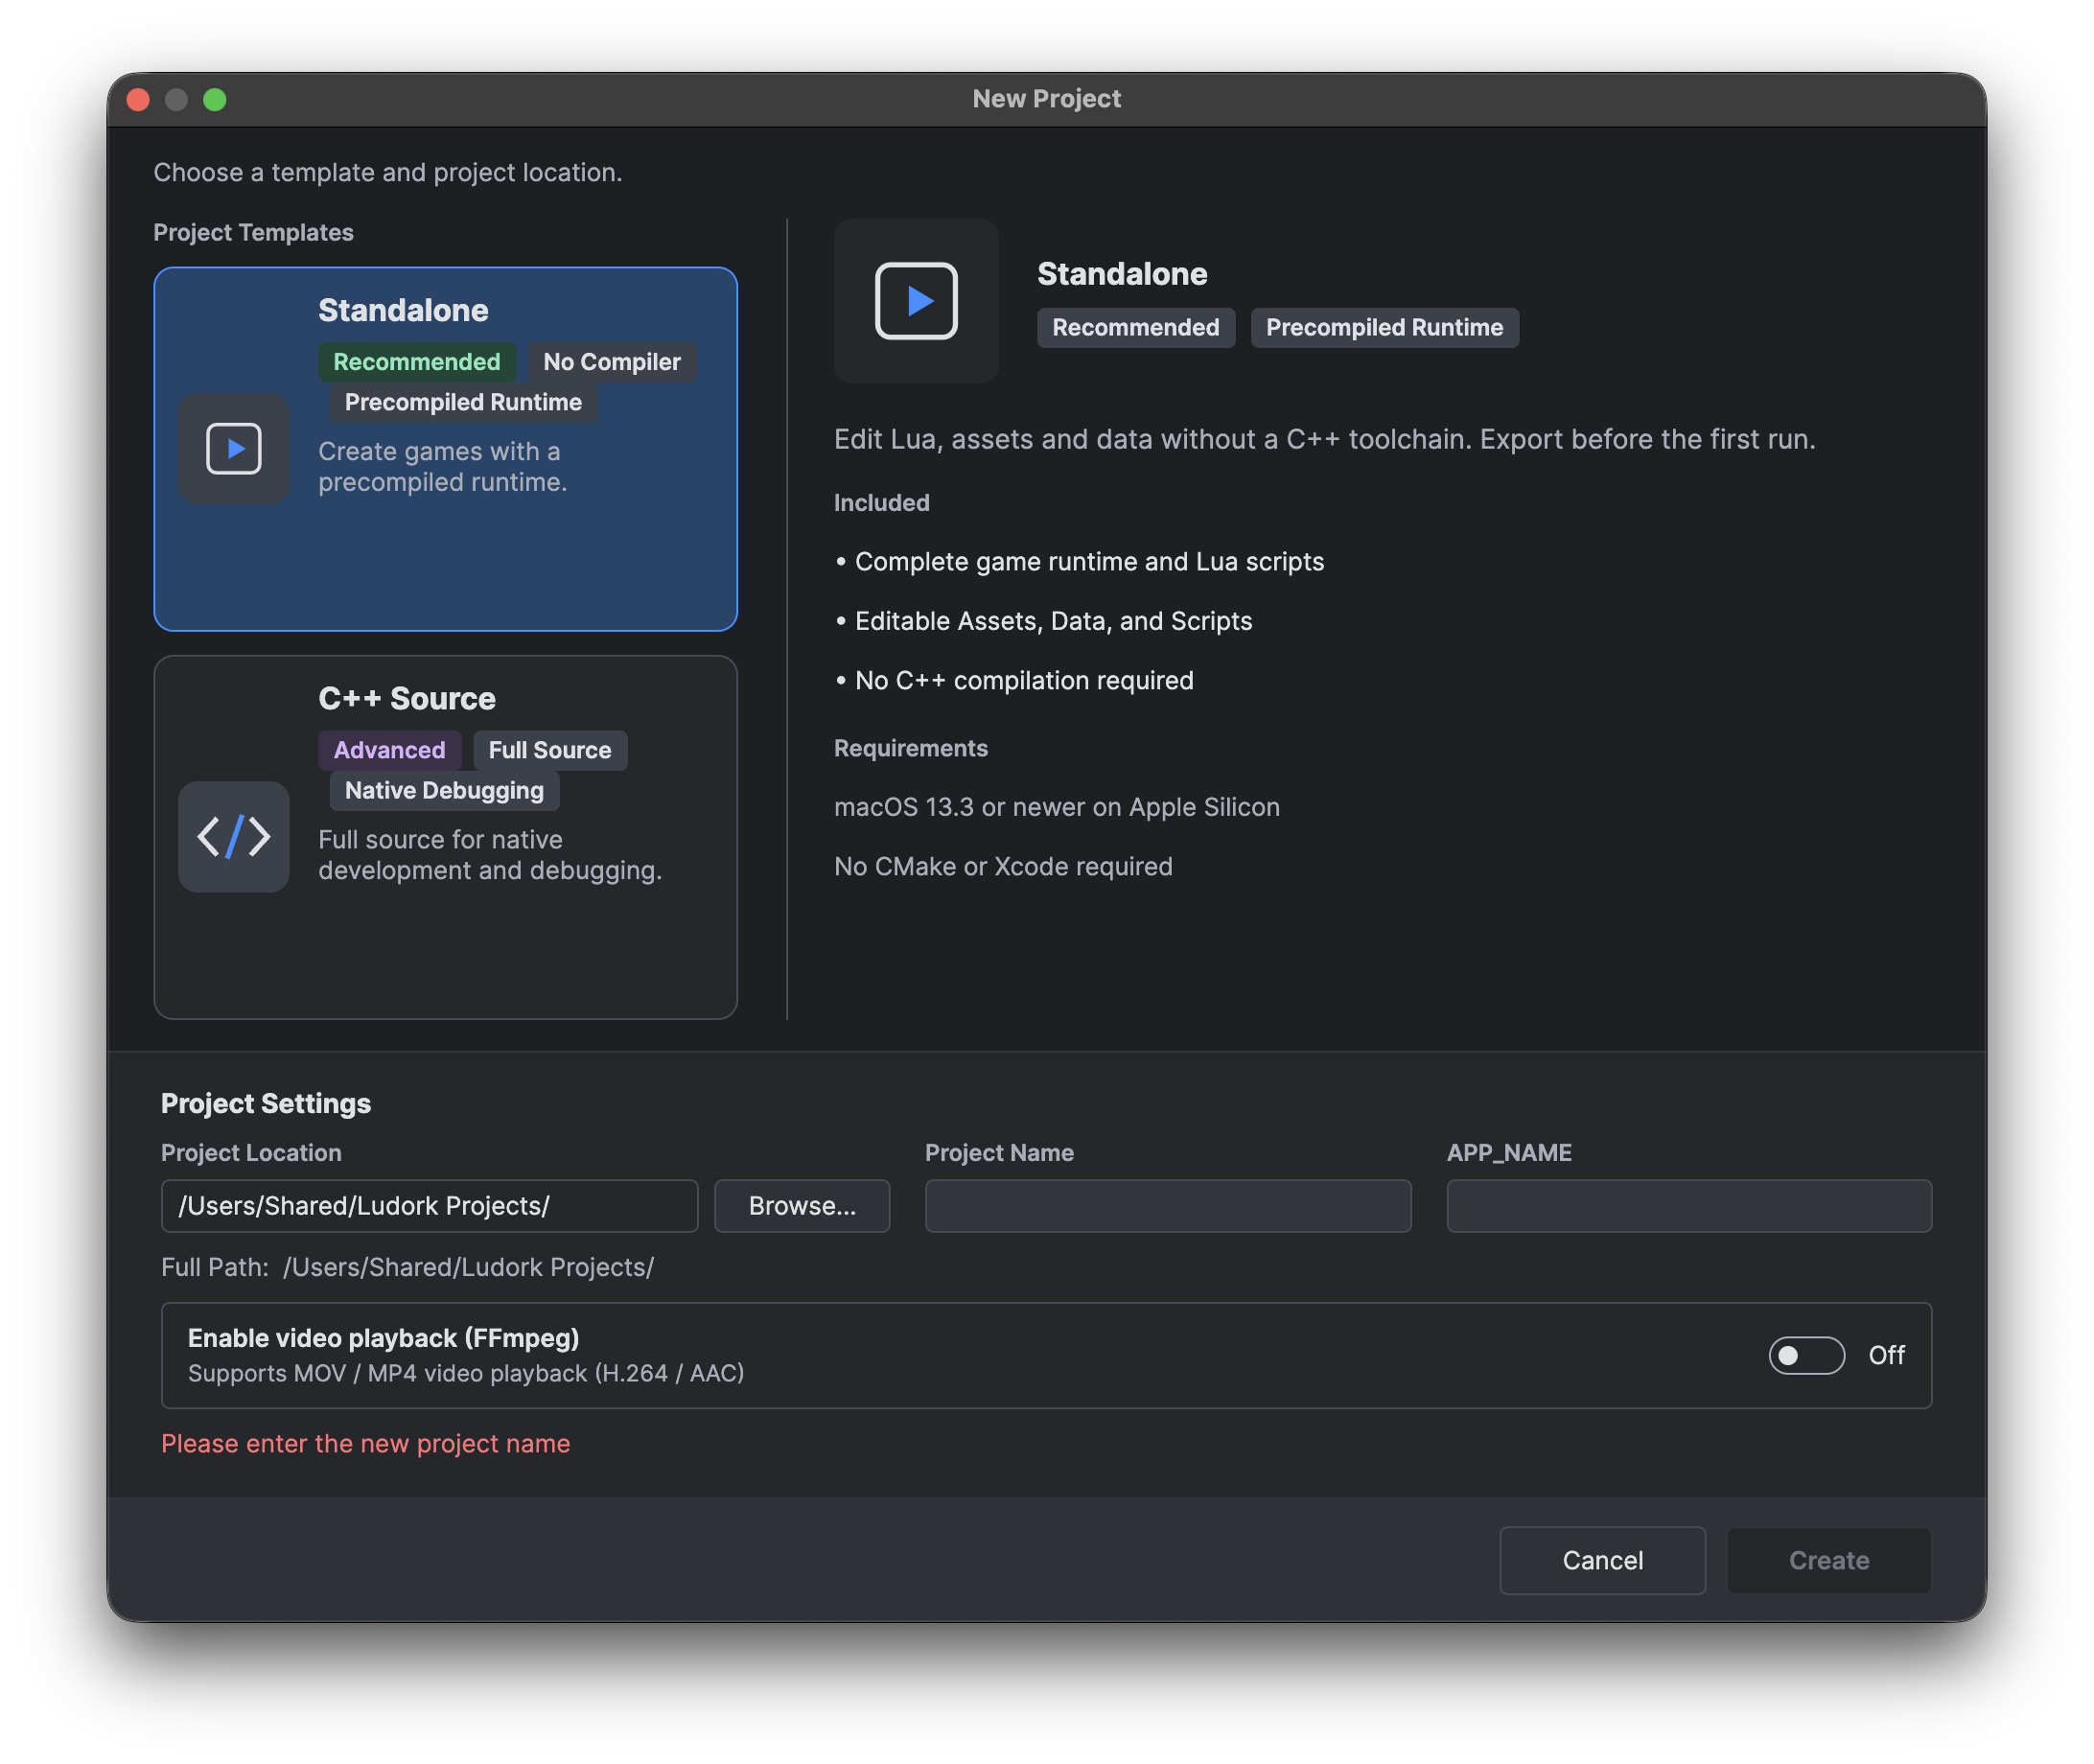 New Project
Choose a template and project location.
Project Templates
Standalone
Recommended
No Compiler
Precompiled Runtime
Create games with a
precompiled runtime.
C++ Source
Advanced
Full Source
Native Debugging
Full source for native
development and debugging.
Standalone
Recommended
Precompiled Runtime
Edit Lua, assets and data without a C++ toolchain. Export before the first run.
Included
• Complete game runtime and Lua scripts
• Editable Assets, Data, and Scripts
• No C++ compilation required
Requirements
macOS 13.3 or newer on Apple Silicon
No CMake or Xcode required
Project Settings
Project Location
Project Name
APP_NAME
/Users/Shared/Ludork Projects/
Browse...
Full Path: /Users/Shared/Ludork Projects/
Enable video playback (FFmpeg)
Supports MOV / MP4 video playback (H.264 / AAC)
Off
Please enter the new project name
Cancel
Create